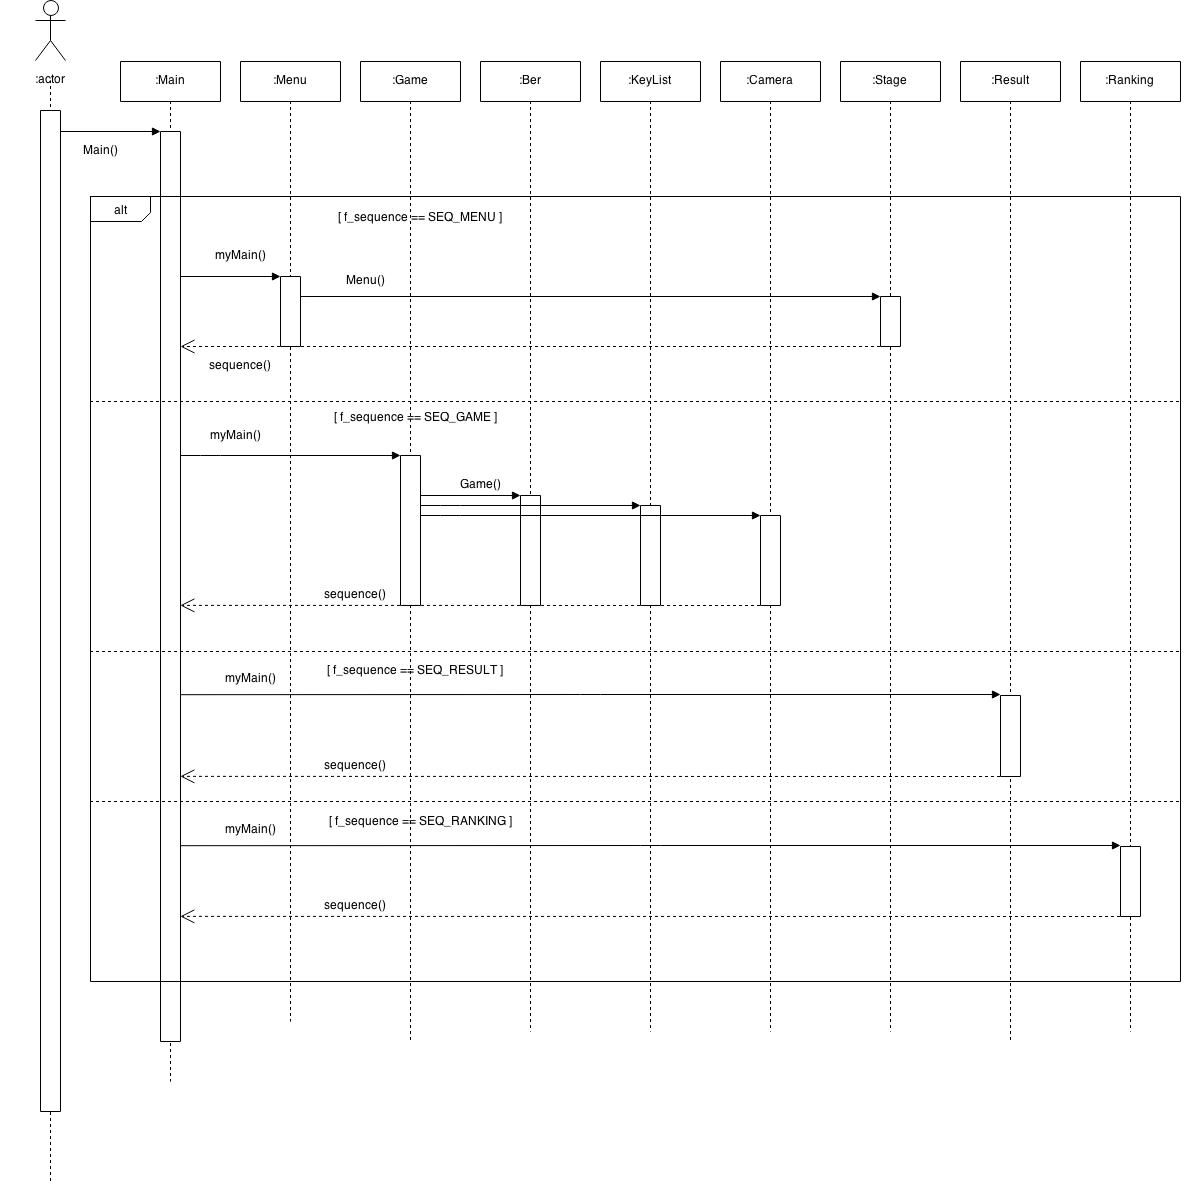 :actor
:Main
:Menu
:Game
:Ber
:KeyList
:Camera
:Stage
:Result
:Ranking
Main()
alt
[ f_sequence == SEQ_MENU ]
myMain()
Menu()
sequence()
[ f_sequence == SEQ_GAME ]
myMain()
Game()
sequence()
[ f_sequence == SEQ_RESULT ]
myMain()
sequence()
[ f_sequence == SEQ_RANKING ]
myMain()
sequence()